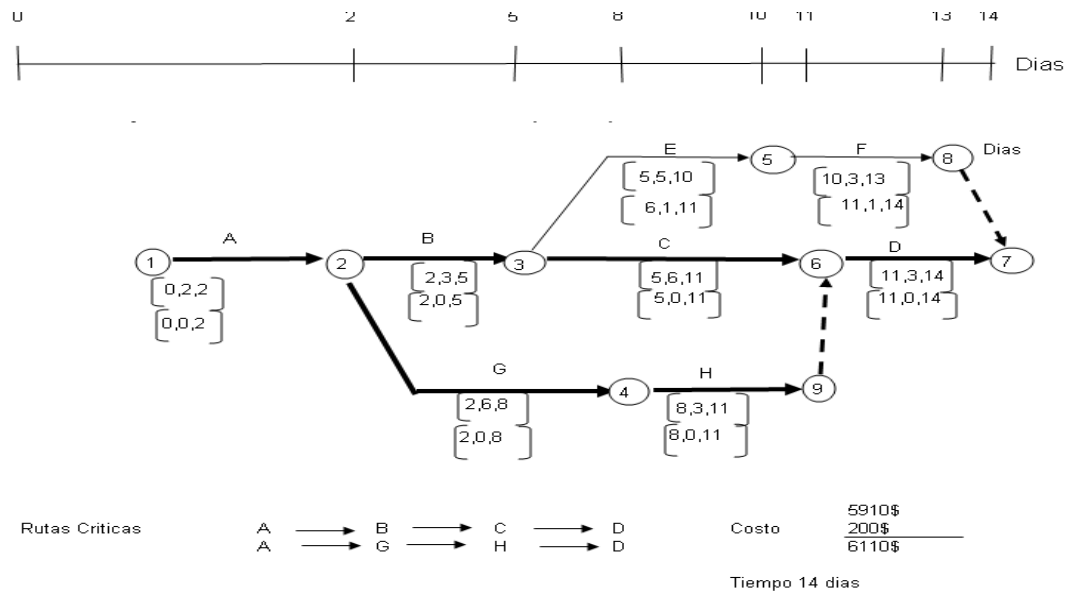 0 2 5 8 10 11 13 14
Dias
E F Dias
5 8
5,5,10 10,3,13
6,1,11 11,1,14
A B C D
1 2 3 6 7
0,2,2 2,3,5 5,6,11 11,3,14
0,0,2 2,0,5 5,0,11 11,0,14
G H
4 9
2,6,8 8,3,11
2,0,8 8,0,11
5910$
Rutas Criticas A B C D Costo 200$
A G H D 6110$
Tiempo 14 dias